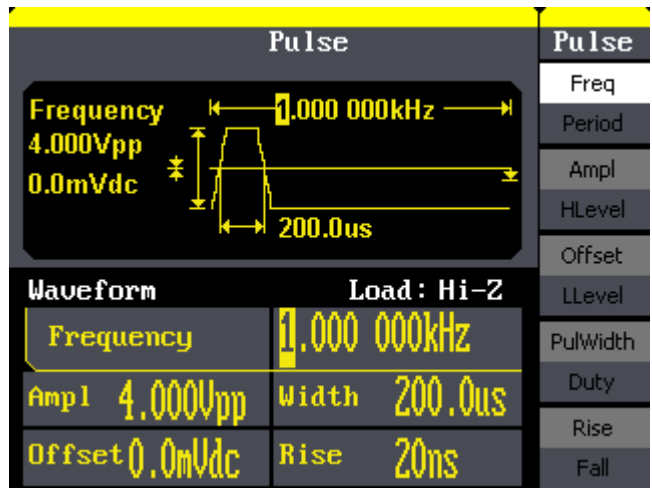 Pulse
Frequency 1.000 000kHz
4.000Vpp
0.0mVdc
200.0us
Waveform Load: Hi-Z
Frequency 1.000 000kHz
Ampl 4.000Vpp Width 200.0us
Offset 0.0mVdc Rise 20ns
Pulse
Freq
Period
Ampl
HLevel
Offset
LLevel
PulWidth
Duty
Rise
Fall